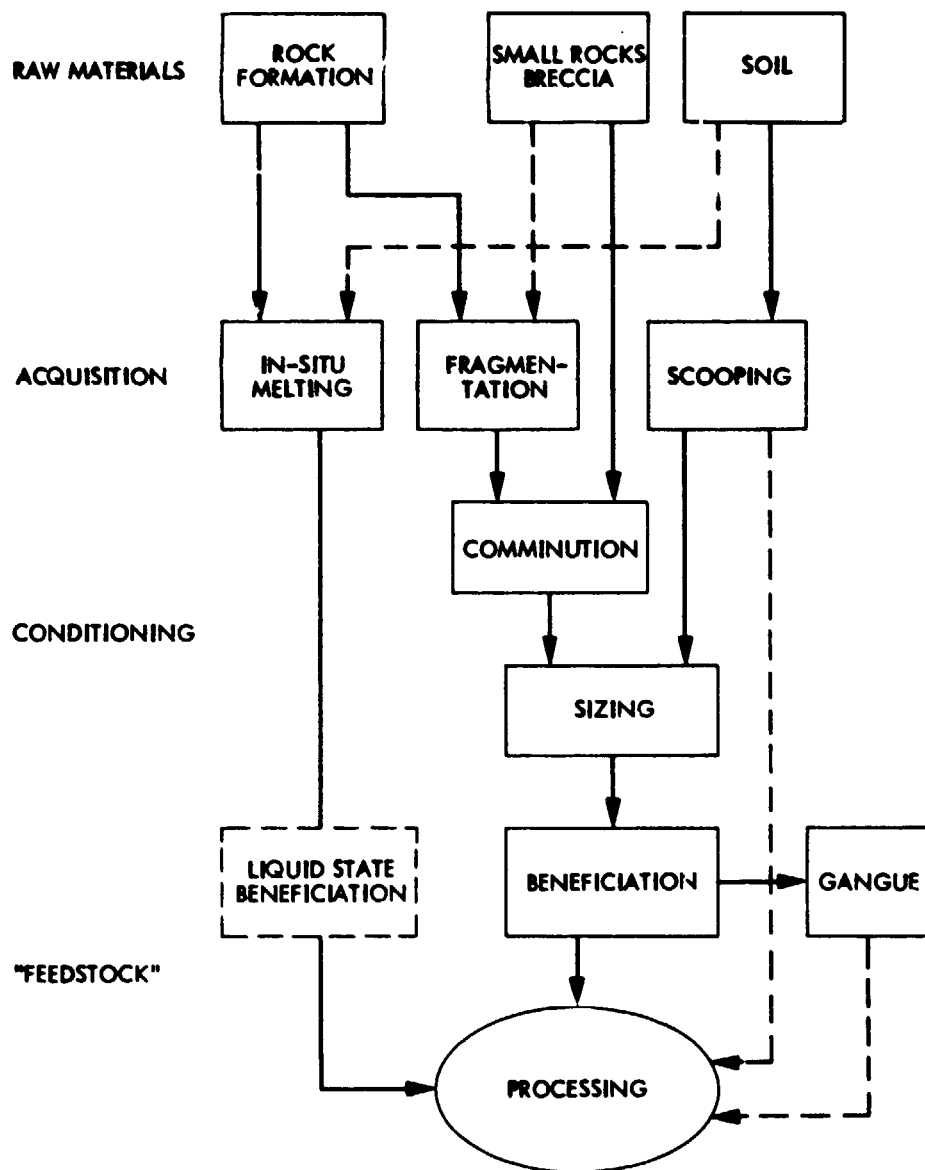 RAW MATERIALS
ROCK
FORMATION
SMALL ROCKS
BRECCIA
SOIL
ACQUISITION
IN-SITU
MELTING
FRAGMEN-
TATION
SCOOPING
COMMINUTION
CONDITIONING
SIZING
LIQUID STATE
BENEFICIATION
BENEFICIATION
GANGUE
"FEEDSTOCK"
PROCESSING